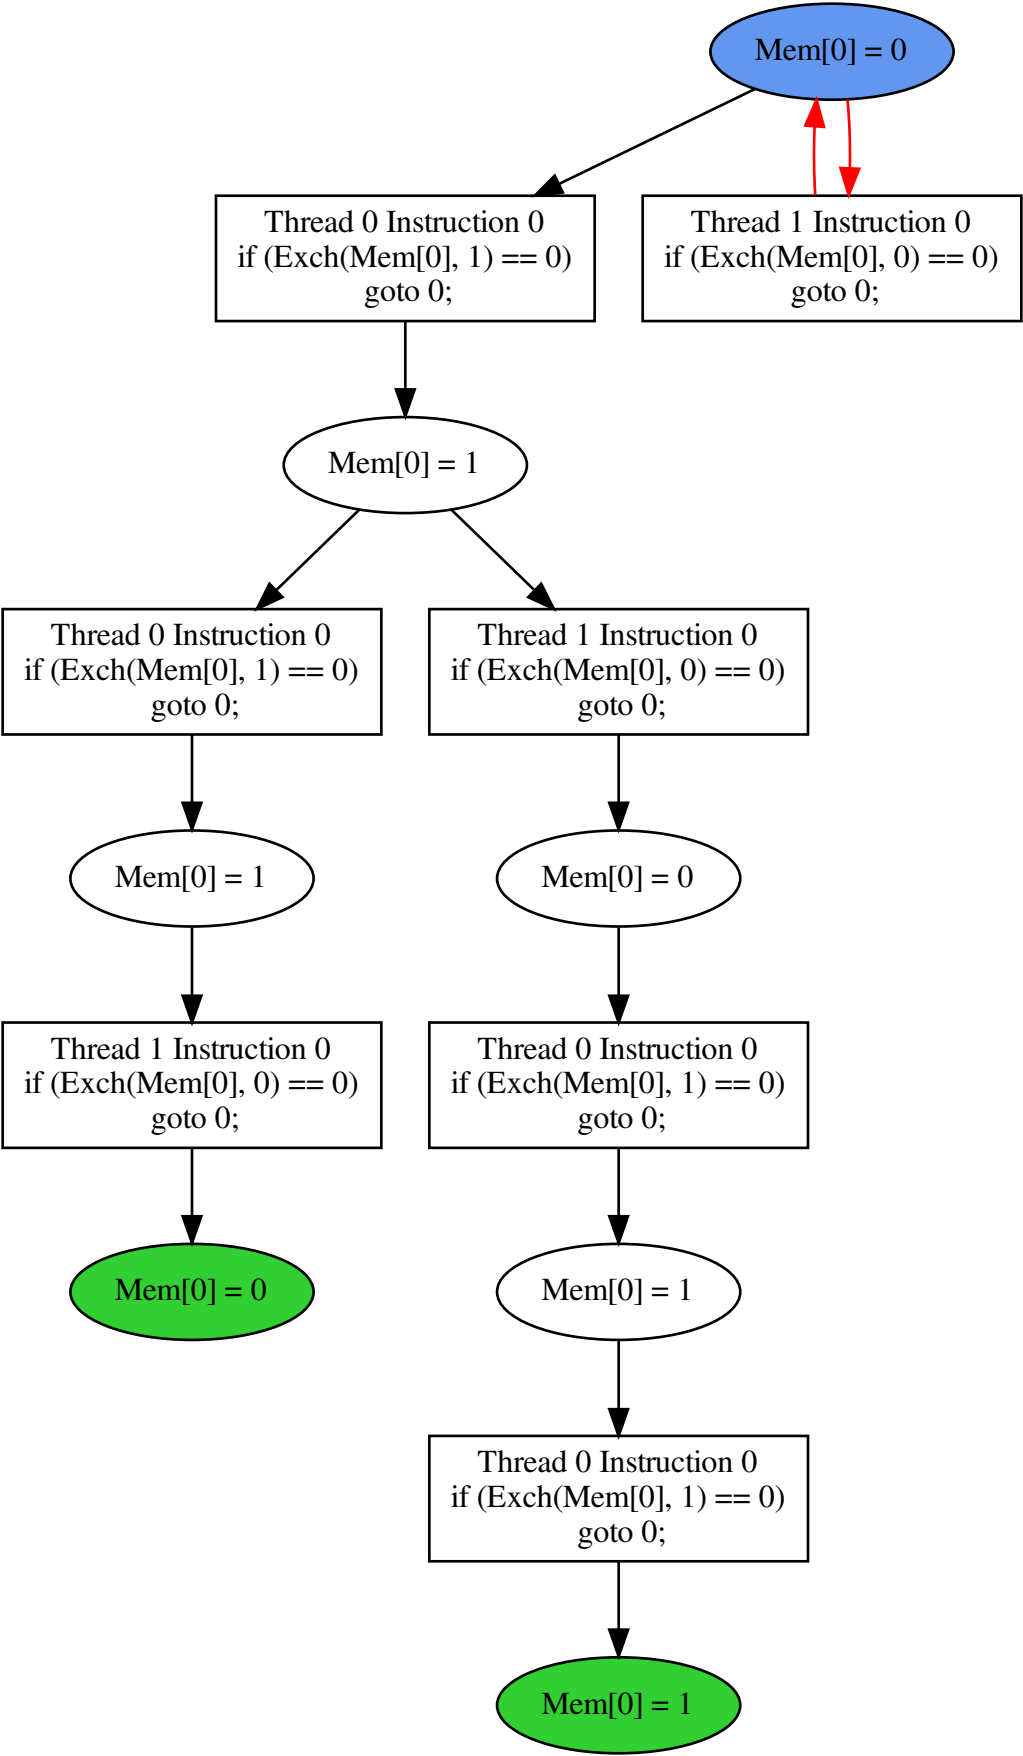 Mem[0] = 0
Thread 0 Instruction 0
if (Exch(Mem[0], 1) == 0)
goto 0;
Thread 1 Instruction 0
if (Exch(Mem[0], 0) == 0)
goto 0;
Mem[0] = 1
Thread 0 Instruction 0
if (Exch(Mem[0], 1) == 0)
goto 0;
Thread 1 Instruction 0
if (Exch(Mem[0], 0) == 0)
goto 0;
Mem[0] = 1
Mem[0] = 0
Thread 1 Instruction 0
if (Exch(Mem[0], 0) == 0)
goto 0;
Thread 0 Instruction 0
if (Exch(Mem[0], 1) == 0)
goto 0;
Mem[0] = 0
Mem[0] = 1
Thread 0 Instruction 0
if (Exch(Mem[0], 1) == 0)
goto 0;
Mem[0] = 1